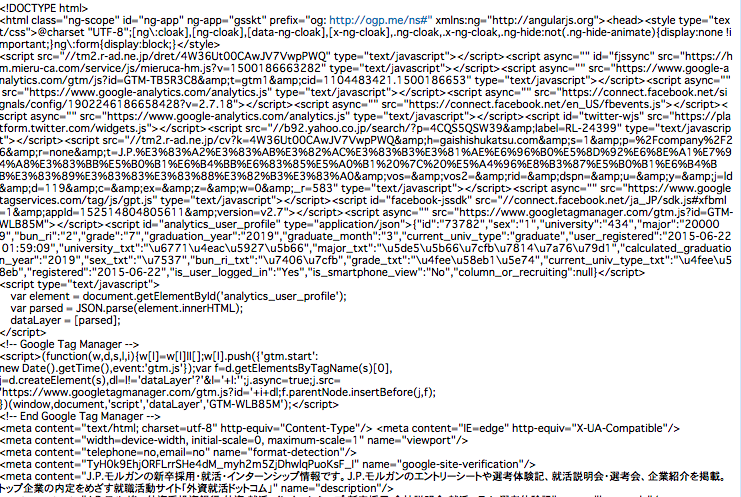 <!DOCTYPE html>
<html class="ng-scope" id="ng-app" ng-app="gsskt" prefix="og: http://ogp.me/ns#" xmlns:ng="http://angularjs.org"><head><style type="tex
t/css">@charset "UTF-8";[ng\:cloak],[ng-cloak],[data-ng-cloak],[x-ng-cloak],.ng-cloak,.x-ng-cloak,.ng-hide:not(.ng-hide-animate){display:none !i
mportant;}ng\:form{display:block;}</style>
<script src="//tm2.r-ad.ne.jp/dret/4W36Ut00CAwJV7VwpPWQ" type="text/javascript"></script><script async="" id="fjssync" src="https://h
m.mieru-ca.com/service/js/mieruca-hm.js?v=1500186663282" type="text/javascript"></script><script async="" src="https://www.google-a
nalytics.com/gtm/js?id=GTM-TB5R3C8&amp;t=gtm1&amp;cid=1104483421.1500186653" type="text/javascript"></script><script async=""
 src="https://www.google-analytics.com/analytics.js" type="text/javascript"></script><script async="" src="https://connect.facebook.net/si
gnals/config/1902246186658428?v=2.7.18"></script><script async="" src="https://connect.facebook.net/en_US/fbevents.js"></script><
script async="" src="https://www.google-analytics.com/analytics.js" type="text/javascript"></script><script id="twitter-wjs" src="https://pla
tform.twitter.com/widgets.js"></script><script src="//b92.yahoo.co.jp/search/?p=4CQS5QSW39&amp;label=RL-24399" type="text/javascrip
t"></script><script src="//tm2.r-ad.ne.jp/cv?k=4W36Ut00CAwJV7VwpPWQ&amp;h=gaishishukatsu.com&amp;s=1&amp;p=%2Fcompany%2F2
6&amp;r=none&amp;t=J.P.%E3%83%A2%E3%83%AB%E3%82%AC%E3%83%B3%E3%81%AE%E6%96%B0%E5%8D%92%E6%8E%A1%E7%9
4%A8%E3%83%BB%E5%B0%B1%E6%B4%BB%E6%83%85%E5%A0%B1%20%7C%20%E5%A4%96%E8%B3%87%E5%B0%B1%E6%B4%B
B%E3%83%89%E3%83%83%E3%83%88%E3%82%B3%E3%83%A0&amp;vos=&amp;vos2=&amp;rid=&amp;dspn=&amp;u=&amp;y=&amp;j=ld
&amp;d=119&amp;c=&amp;ex=&amp;z=&amp;w=0&amp;_r=583" type="text/javascript"></script><script async="" src="https://www.google
tagservices.com/tag/js/gpt.js" type="text/javascript"></script><script id="facebook-jssdk" src="//connect.facebook.net/ja_JP/sdk.js#xfbml
=1&amp;appId=152514804805611&amp;version=v2.7"></script><script async="" src="https://www.googletagmanager.com/gtm.js?id=GTM-
WLB85M"></script><script id="analytics_user_profile" type="application/json">{"id":"73782","sex":"1","university":"434","major":"20000
9","bun_ri":"2","grade":"7","graduation_year":"2019","graduate_month":"3","current_univ_type":"graduate","user_registered":"2015-06-22
 01:59:09","university_txt":"\u6771\u4eac\u5927\u5b66","major_txt":"\u5de5\u5b66\u7cfb\u7814\u7a76\u79d1","calculated_graduati
on_year":"2019","sex_txt":"\u7537","bun_ri_txt":"\u7406\u7cfb","grade_txt":"\u4fee\u58eb1\u5e74","current_univ_type_txt":"\u4fee\u5
8eb","registered":"2015-06-22","is_user_logged_in":"Yes","is_smartphone_view":"No","column_or_recruiting":null}</script>
<script type="text/javascript">
var element = document.getElementById('analytics_user_profile');
var parsed = JSON.parse(element.innerHTML);
dataLayer = [parsed];
</script>
<!-- Google Tag Manager -->
<script>(function(w,d,s,l,i){w[l]=w[l]||[];w[l].push({'gtm.start':
new Date().getTime(),event:'gtm.js'});var f=d.getElementsByTagName(s)[0],
j=d.createElement(s),dl=l!='dataLayer'?'&l='+l:'';j.async=true;j.src=
'https://www.googletagmanager.com/gtm.js?id='+i+dl;f.parentNode.insertBefore(j,f);
})(window,document,'script','dataLayer','GTM-WLB85M');</script>
<!-- End Google Tag Manager -->
<meta content="text/html; charset=utf-8" http-equiv="Content-Type"/> <meta content="IE=edge" http-equiv="X-UA-Compatible"/>
<meta content="width=device-width, initial-scale=0, maximum-scale=1" name="viewport"/>
<meta content="telephone=no,email=no" name="format-detection"/>
<meta content="TyH0k9EhjORFLrrSHe4dM_myh2m5ZjDhwlqPuoKsF_I" name="google-site-verification"/>
<meta content="J.P.モルガンの新卒採用・就活・インターンシップ情報です。J.P.モルガンのエントリーシートや選考体験記、就活説明会・選考会、企業紹介を掲載。
トップ企業の内定をめざす就職活動サイト「外資就活ドットコム」" name="description"/>